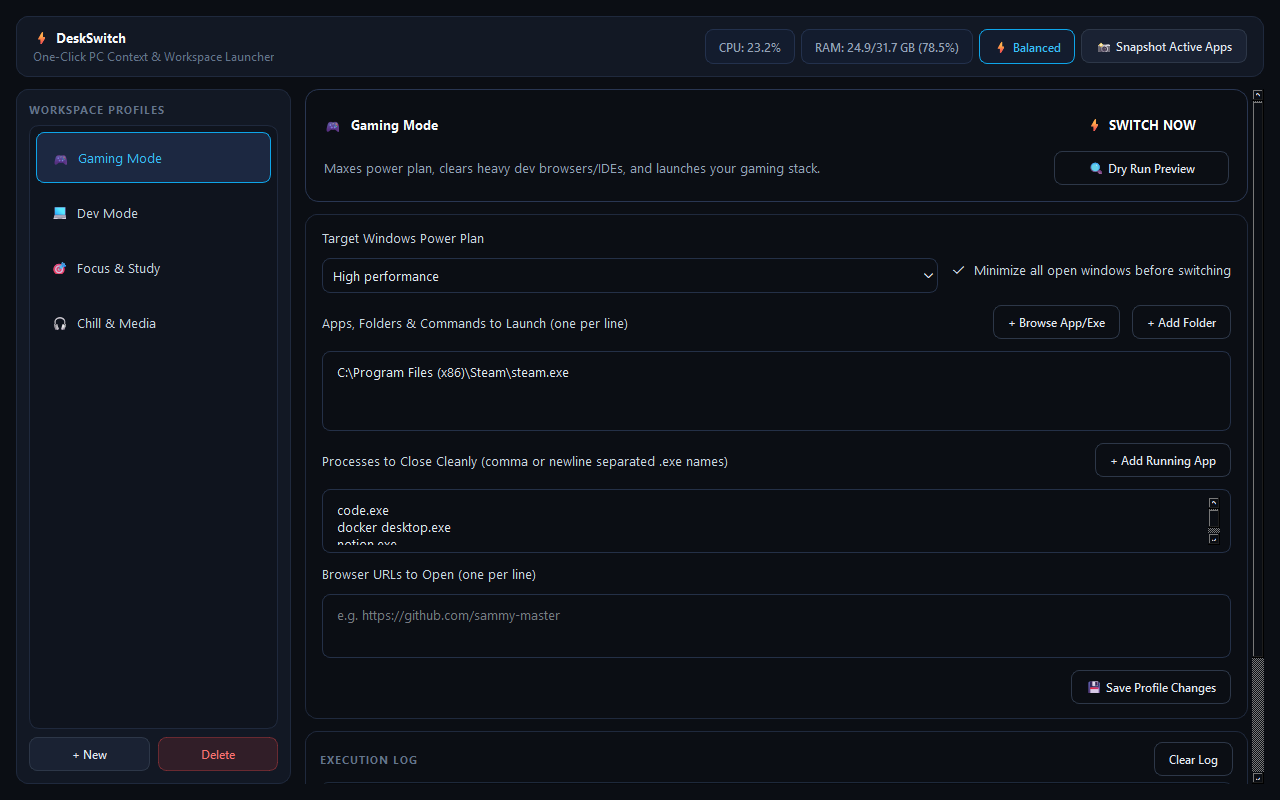 DeskSwitch
One-Click PC Context & Workspace Launcher
CPU: 23.2%
RAM: 24.9/31.7 GB (78.5%)
Balanced
Snapshot Active Apps
WORKSPACE PROFILES
Gaming Mode
Dev Mode
Focus & Study
Chill & Media
+ New
Delete
Gaming Mode
SWITCH NOW
Maxes power plan, clears heavy dev browsers/IDEs, and launches your gaming stack.
Dry Run Preview
Target Windows Power Plan
High performance
Minimize all open windows before switching
Apps, Folders & Commands to Launch (one per line)
+ Browse App/Exe
+ Add Folder
C:\Program Files (x86)\Steam\steam.exe
Processes to Close Cleanly (comma or newline separated .exe names)
+ Add Running App
code.exe
docker desktop.exe
notion.exe
Browser URLs to Open (one per line)
e.g. https://github.com/sammy-master
Save Profile Changes
EXECUTION LOG
Clear Log